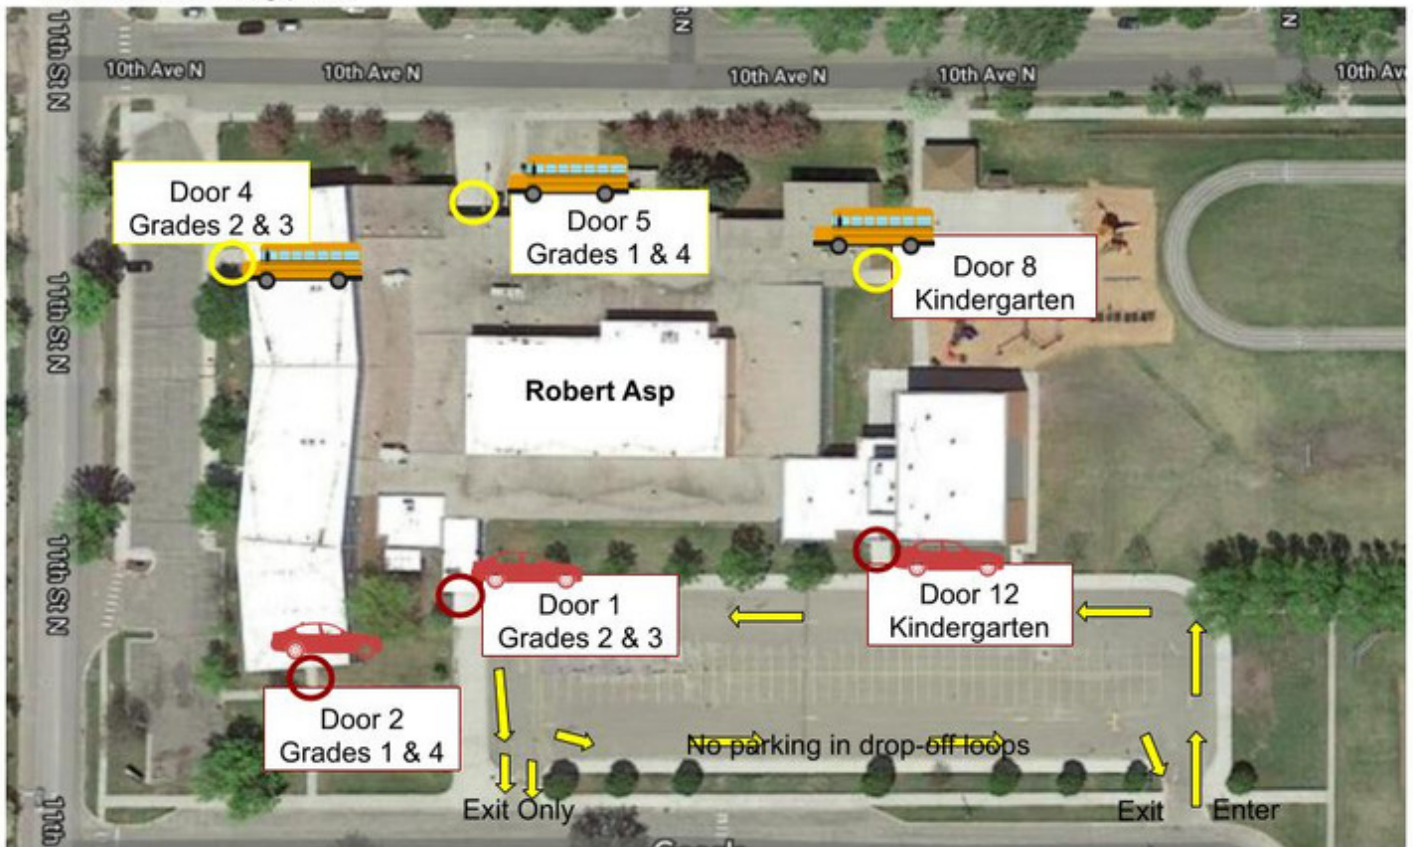 11th St N
10th Ave N
10th Ave N
10th Ave N
10th Ave N
10th Av
N
N
Door 4
Grades 2 & 3
Door 5
Grades 1 & 4
Door 8
Kindergarten
11th St N
Robert Asp
11th St N
Door 1
Grades 2 & 3
Door 12
Kindergarten
Door 2
Grades 1 & 4
No parking in drop-off loops
Exit Only
Exit
Enter
11th